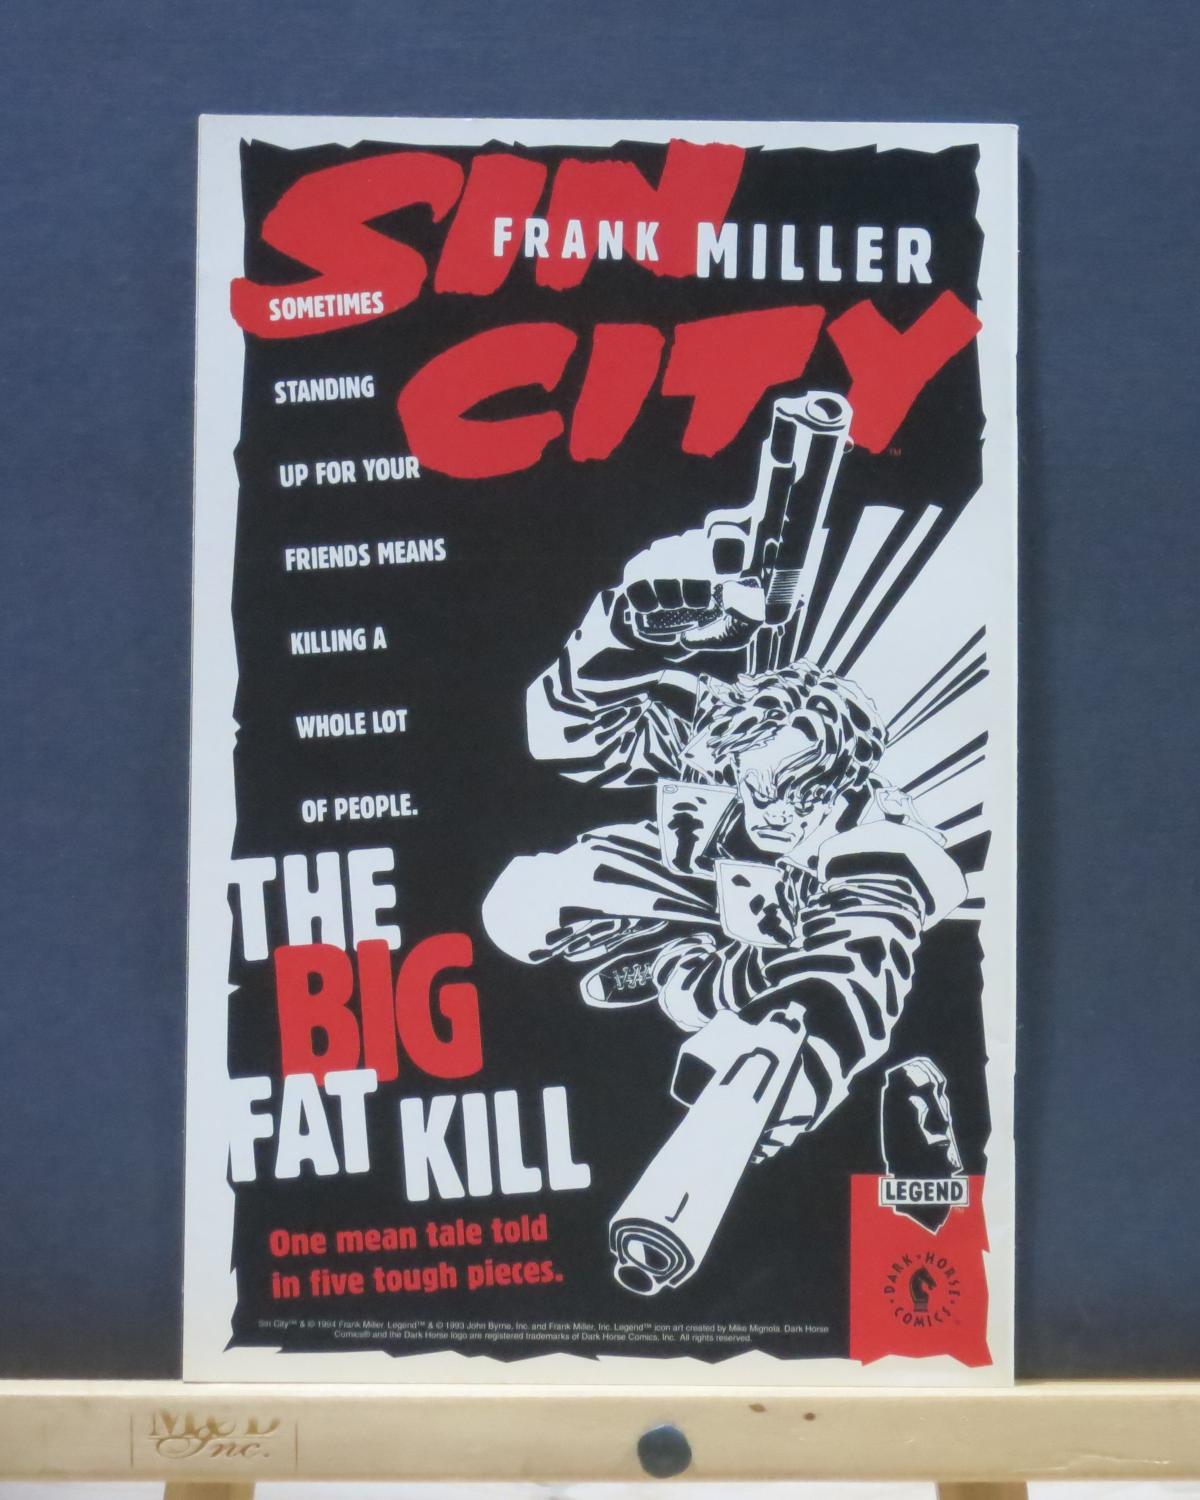 SIN
FRANK MILLER
CITY™
SOMETIMES
STANDING
UP FOR YOUR
FRIENDS MEANS
KILLING A
WHOLE LOT
OF PEOPLE.
THE
BIG
FAT KILL
One mean tale told
in five tough pieces.
LEGEND™
DARK HORSE COMICS®
Sin City™ & © 1994 Frank Miller. Legend™ & © 1993 John Byrne, Inc. and Frank Miller, Inc. Legend™ icon art created by Mike Mignola. Dark Horse
Comics® and the Dark Horse logo are registered trademarks of Dark Horse Comics, Inc. All rights reserved.
Inc.